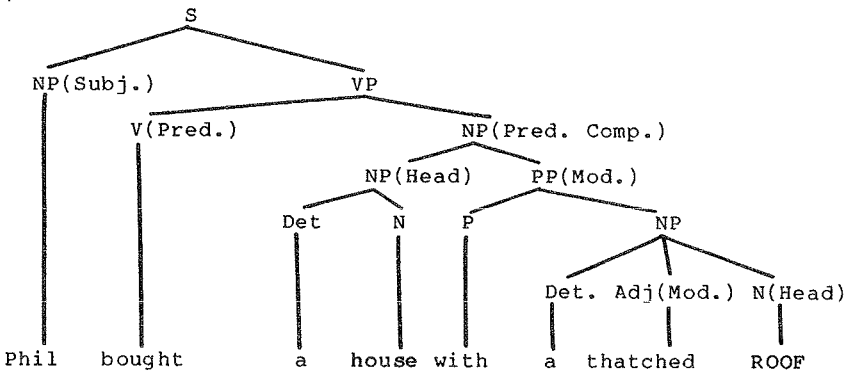 S
NP(Subj.) VP
V(Pred.) NP(Pred. Comp.)
NP(Head) PP(Mod.)
Det N P NP
Det. Adj(Mod.) N(Head)
Phil bought a house with a thatched ROOF